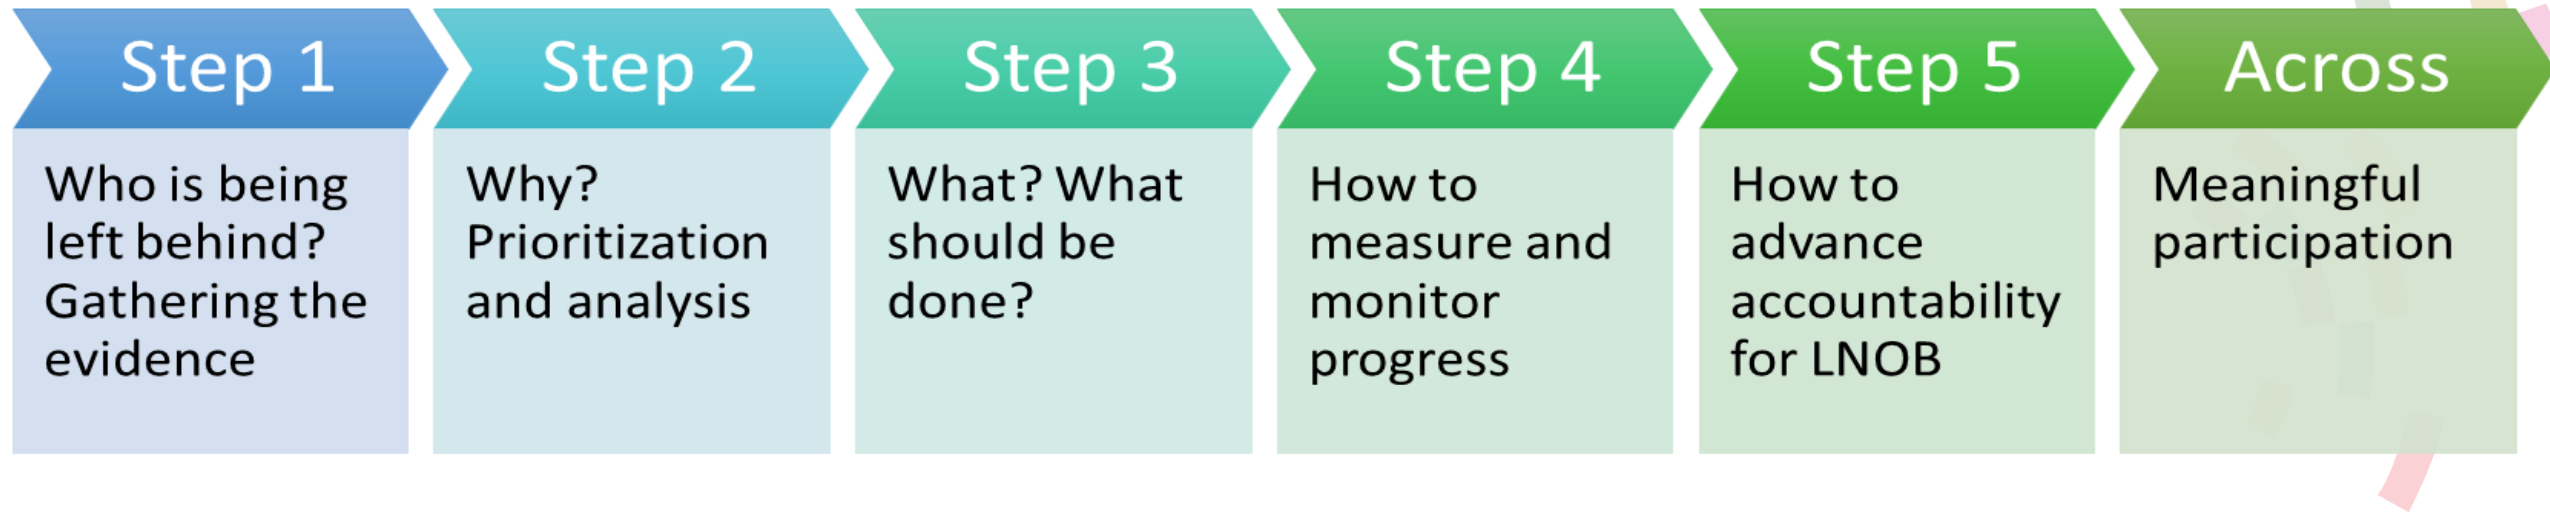 Step 1
Who is being
left behind?
Gathering the
evidence
Step 2
Why?
Prioritization
and analysis
Step 3
What? What
should be
done?
Step 4
How to
measure and
monitor
progress
Step 5
How to
advance
accountability
for LNOB
Across
Meaningful
participation